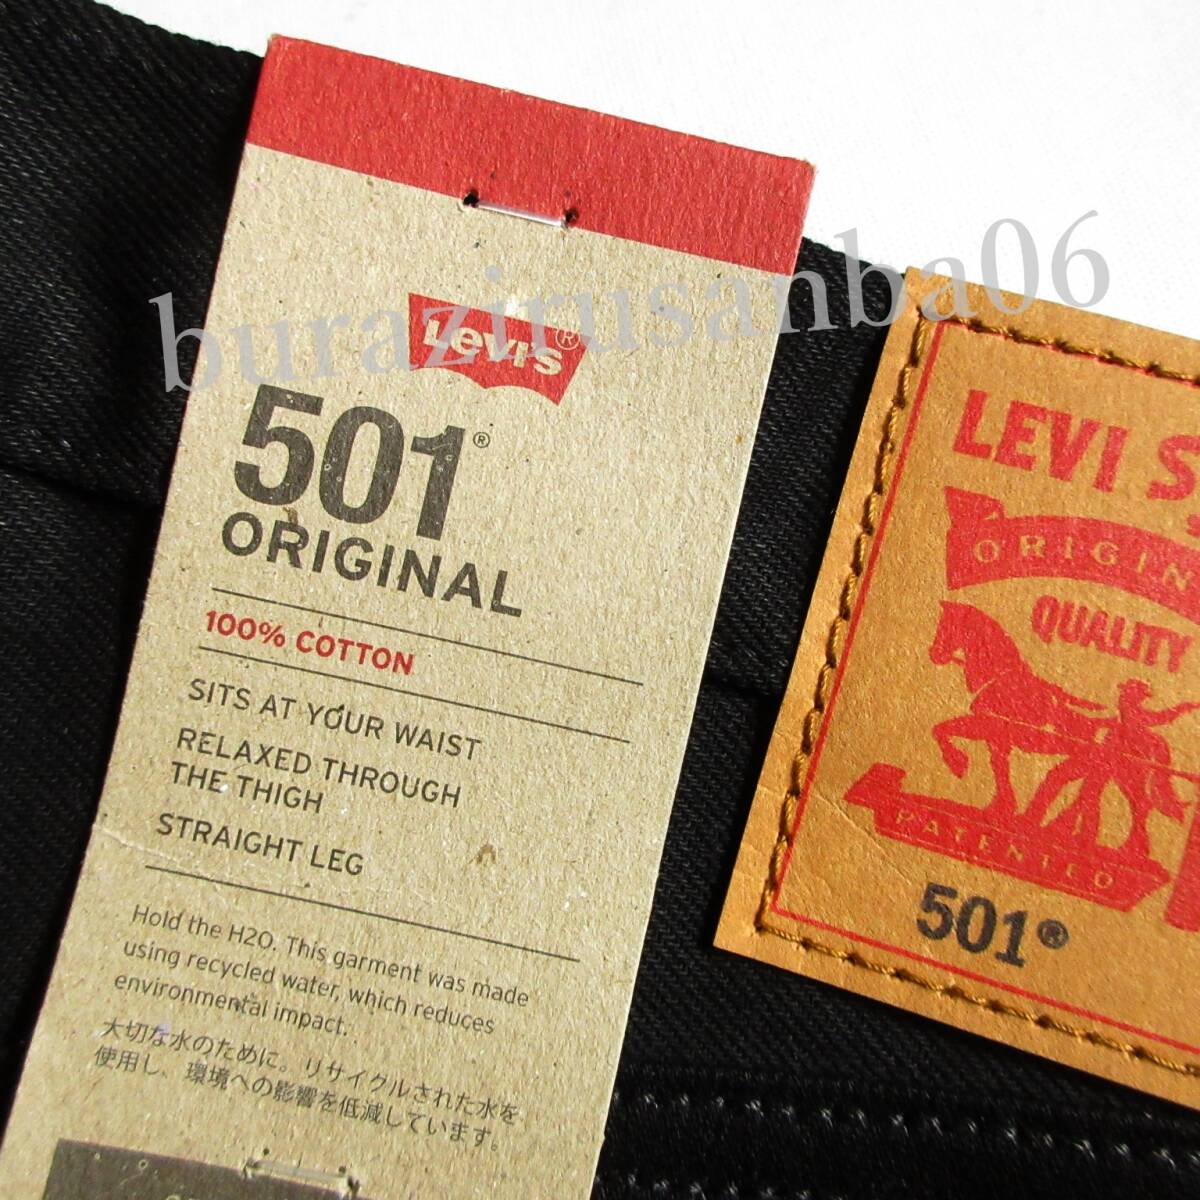 burazirusanba06
Levi's®
501®
ORIGINAL
100% COTTON
SITS AT YOUR WAIST
RELAXED THROUGH
THE THIGH
STRAIGHT LEG
Hold the H2O. This garment was made
using recycled water, which reduces
environmental impact.
大切な水のために。リサイクルされた水を
使用し、環境への影響を低減しています。
LEVI S
ORIGIN
QUALITY
PATENTED
501®